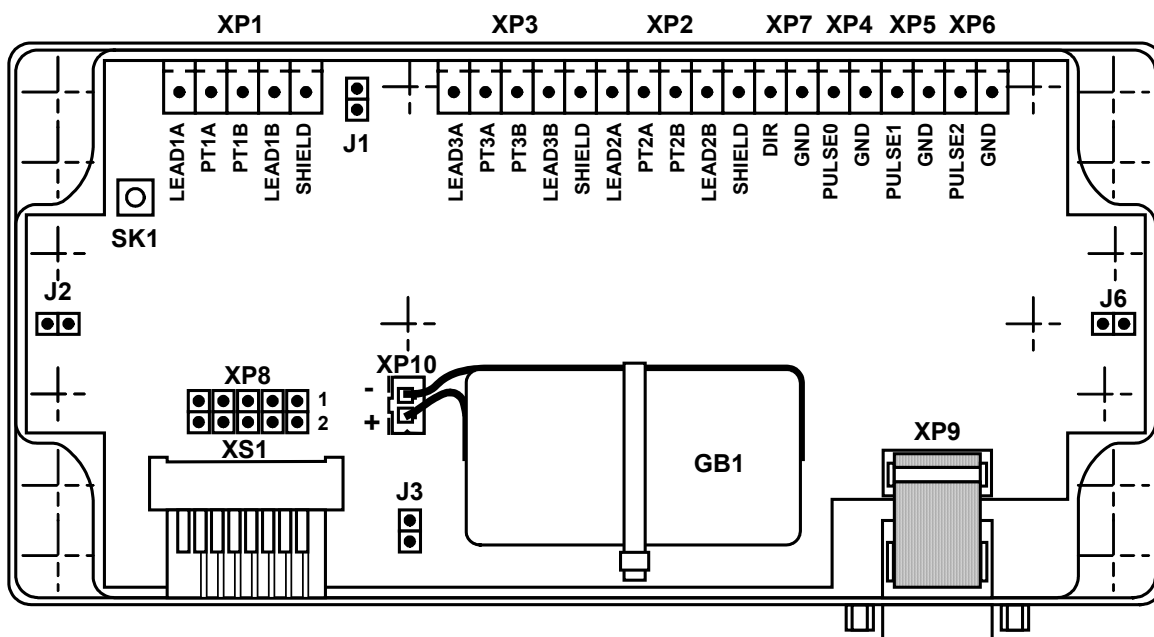 XP1 XP3 XP2 XP7 XP4 XP5 XP6
LEAD1A
PT1A
PT1B
LEAD1B
SHIELD
J1
LEAD3A
PT3A
PT3B
LEAD3B
SHIELD
LEAD2A
PT2A
PT2B
LEAD2B
SHIELD
DIR
GND
PULSE0
GND
PULSE1
GND
PULSE2
GND
SK1
J2
J6
XP10
XP8
-
1
+
2
XP9
XS1
GB1
J3